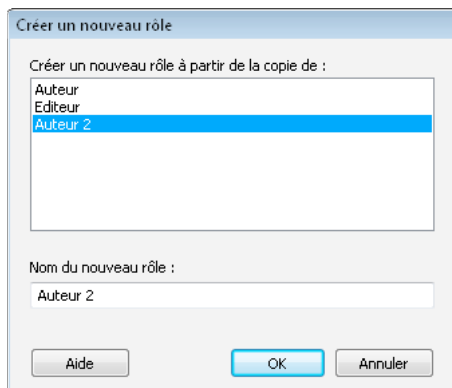 Créer un nouveau rôle
Créer un nouveau rôle à partir de la copie de :
Auteur
Editeur
Auteur 2
Nom du nouveau rôle :
Auteur 2
Aide
OK
Annuler